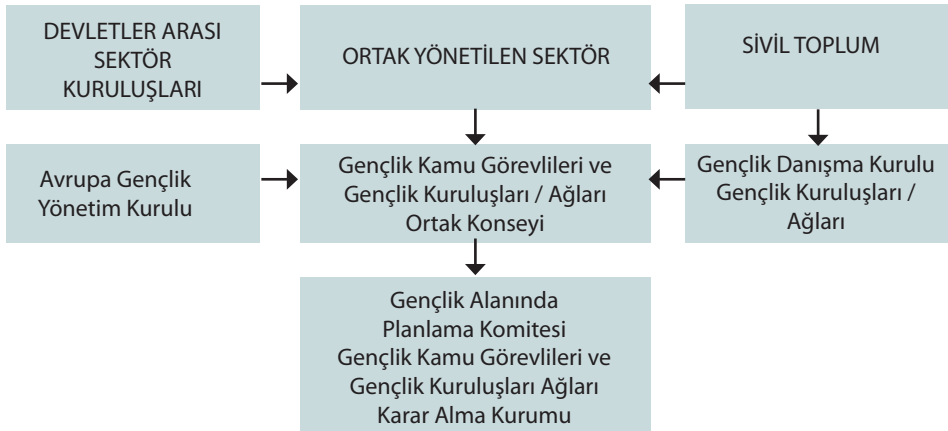 DEVLETLER ARASI
SEKTÖR
KURULUŞLARI
ORTAK YÖNETİLEN SEKTÖR
SİVİL TOPLUM
Avrupa Gençlik
Yönetim Kurulu
Gençlik Kamu Görevlileri ve
Gençlik Kuruluşları / Ağları
Ortak Konseyi
Gençlik Danışma Kurulu
Gençlik Kuruluşları /
Ağları
Gençlik Alanında
Planlama Komitesi
Gençlik Kamu Görevlileri ve
Gençlik Kuruluşları Ağları
Karar Alma Kurumu